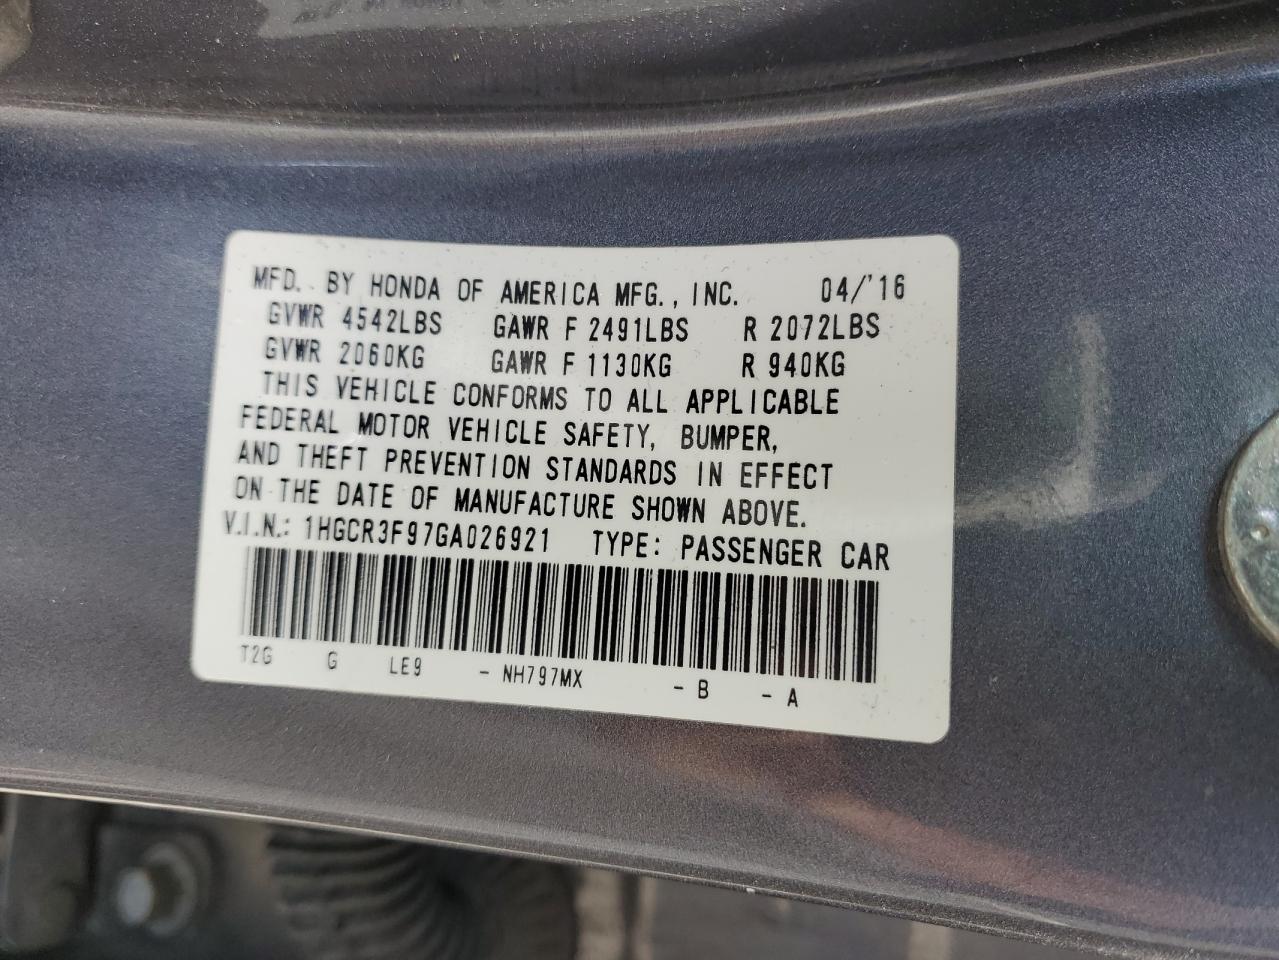 MFD. BY HONDA OF AMERICA MFG., INC. 04/'16
GVWR 4542LBS GAWR F 2491LBS R 2072LBS
GVWR 2060KG GAWR F 1130KG R 940KG
THIS VEHICLE CONFORMS TO ALL APPLICABLE
FEDERAL MOTOR VEHICLE SAFETY, BUMPER,
AND THEFT PREVENTION STANDARDS IN EFFECT
ON THE DATE OF MANUFACTURE SHOWN ABOVE.
V.I.N.: 1HGCR3F97GA026921 TYPE: PASSENGER CAR
T2G G LE9 - NH797MX - B - A